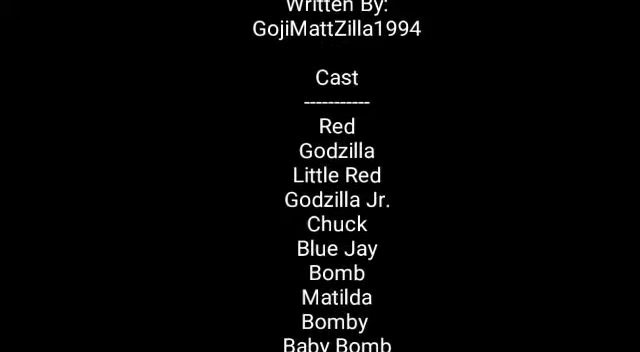 Written By:
GojiMattZilla1994
Cast
-----------
Red
Godzilla
Little Red
Godzilla Jr.
Chuck
Blue Jay
Bomb
Matilda
Bomby
Baby Bomb